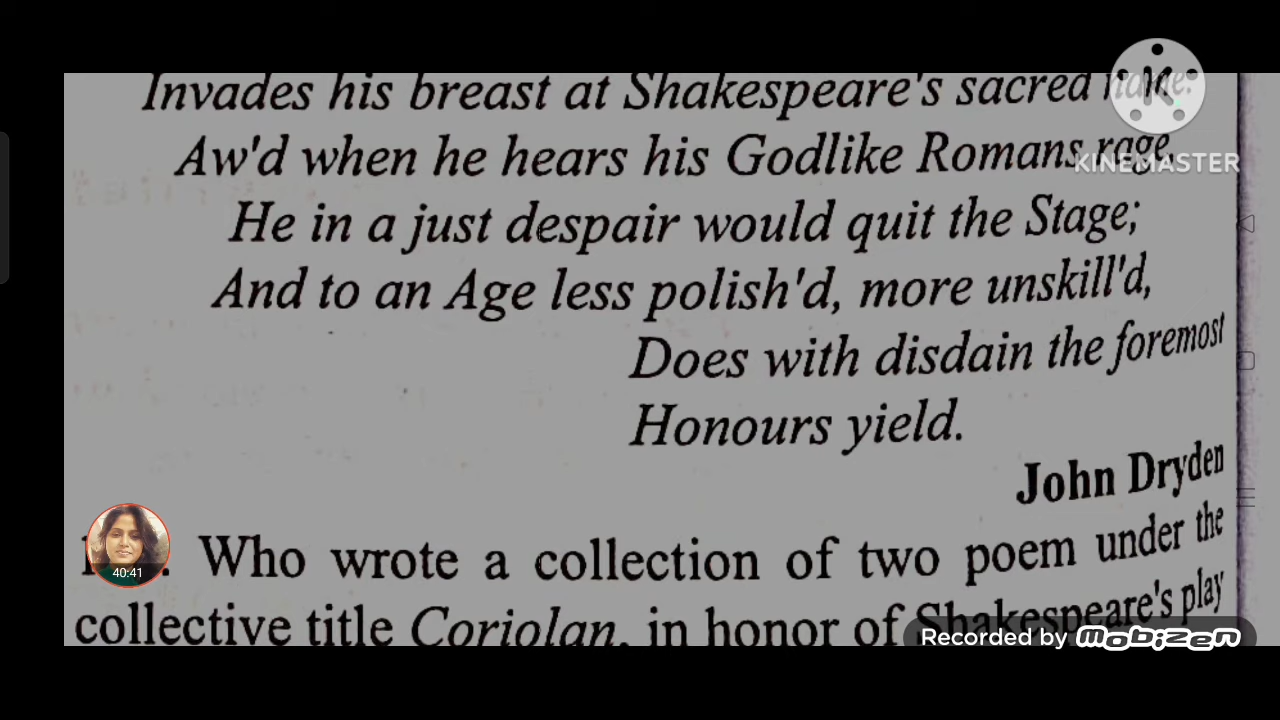 Invades his breast at Shakespeare's sacred name:
Aw'd when he hears his Godlike Romans rage,
He in a just despair would quit the Stage;
And to an Age less polish'd, more unskill'd,
Does with disdain the foremost
Honours yield.
John Dryden
Who wrote a collection of two poem under the
collective title Coriolan, in honor of Shakespeare's play
KINEMASTER
40:41
Recorded by Mobizen